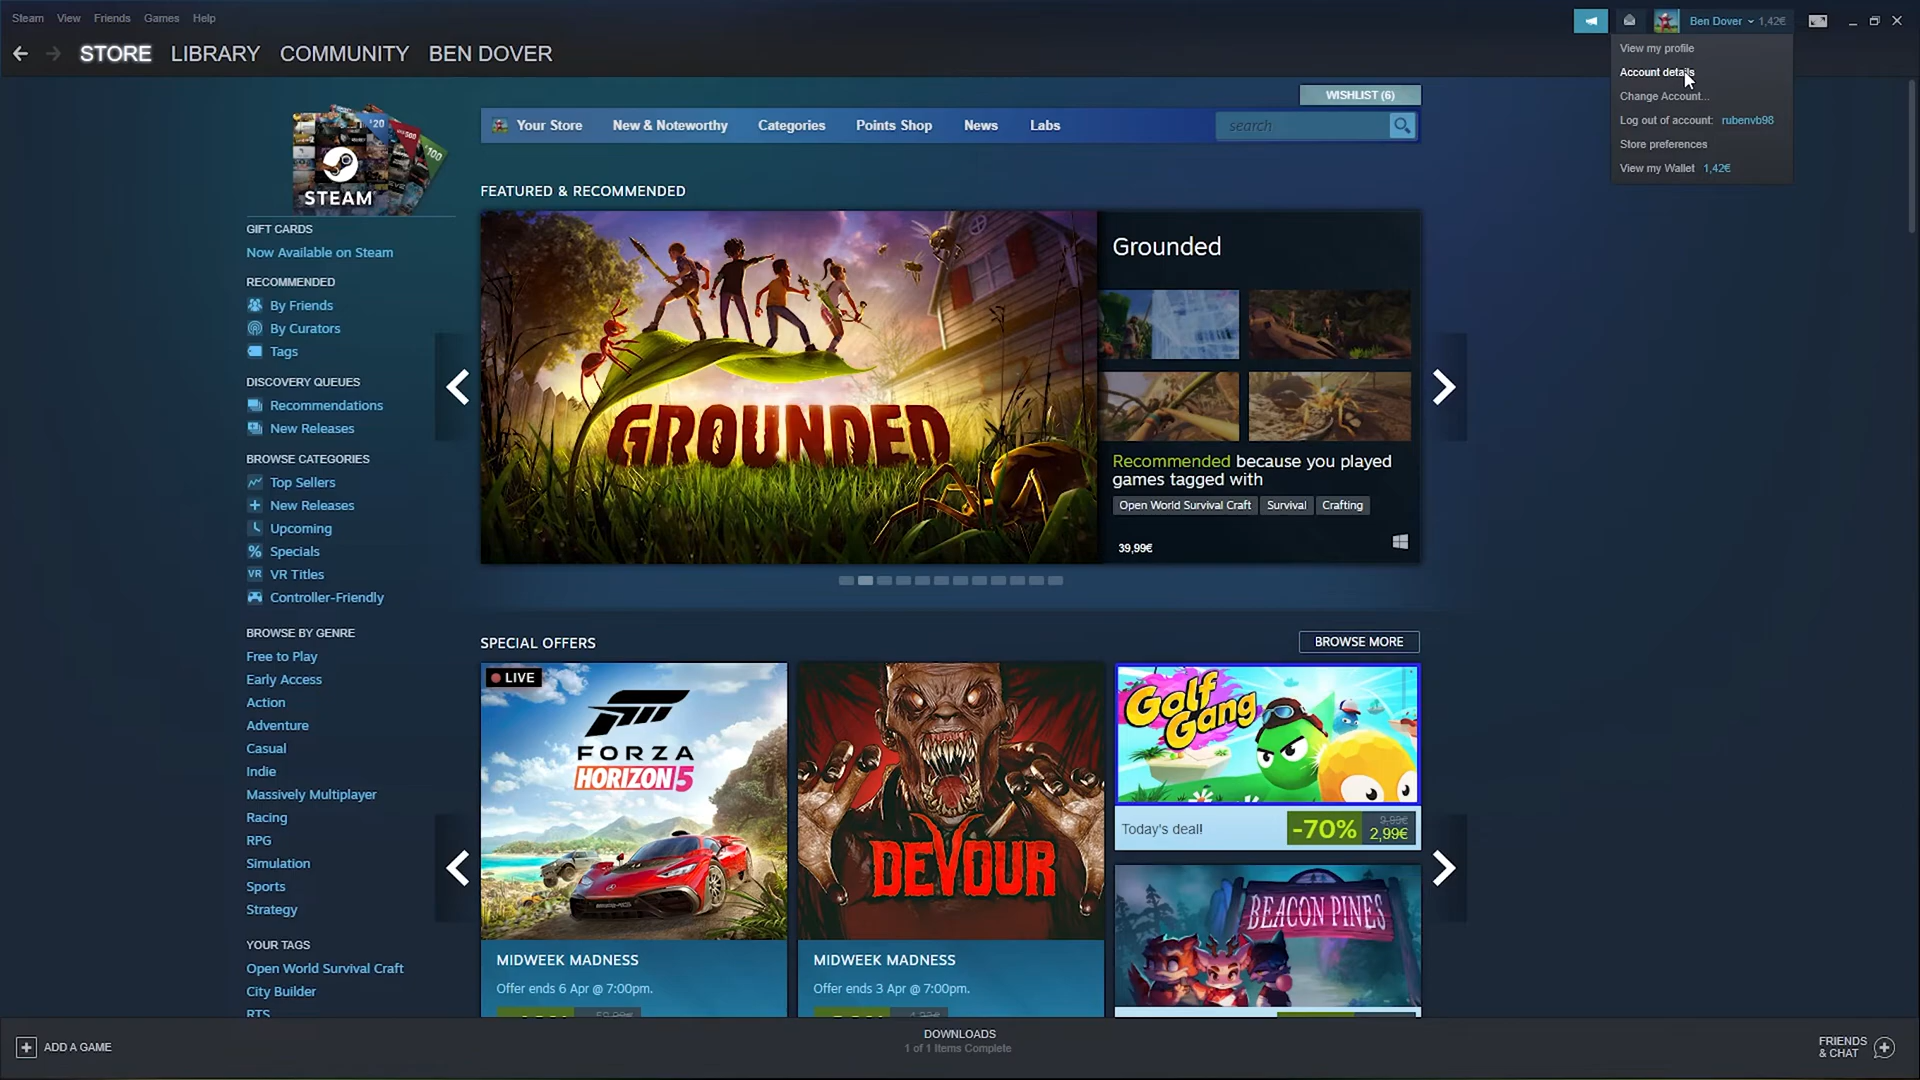 Steam View Friends Games Help
Ben Dover 1,42€
STORE LIBRARY COMMUNITY BEN DOVER
View my profile
Account details
Change Account...
Log out of account: rubenvb98
Store preferences
View my Wallet 1,42€
WISHLIST (6)
Your Store New & Noteworthy Categories Points Shop News Labs
search
STEAM
GIFT CARDS
Now Available on Steam
RECOMMENDED
By Friends
By Curators
Tags
DISCOVERY QUEUES
Recommendations
New Releases
BROWSE CATEGORIES
Top Sellers
New Releases
Upcoming
Specials
VR VR Titles
Controller-Friendly
BROWSE BY GENRE
Free to Play
Early Access
Action
Adventure
Casual
Indie
Massively Multiplayer
Racing
RPG
Simulation
Sports
Strategy
YOUR TAGS
Open World Survival Craft
City Builder
RTS
FEATURED & RECOMMENDED
GROUNDED
Grounded
Recommended because you played
games tagged with
Open World Survival Craft Survival Crafting
39,99€
SPECIAL OFFERS
BROWSE MORE
LIVE
FORZA
HORIZON 5
MIDWEEK MADNESS
Offer ends 6 Apr @ 7:00pm.
DEVOUR
MIDWEEK MADNESS
Offer ends 3 Apr @ 7:00pm.
Golf
Gang
Today's deal!
-70%
9,99€
2,99€
BEACON PINES
ADD A GAME
DOWNLOADS
1 of 1 Items Complete
FRIENDS
& CHAT